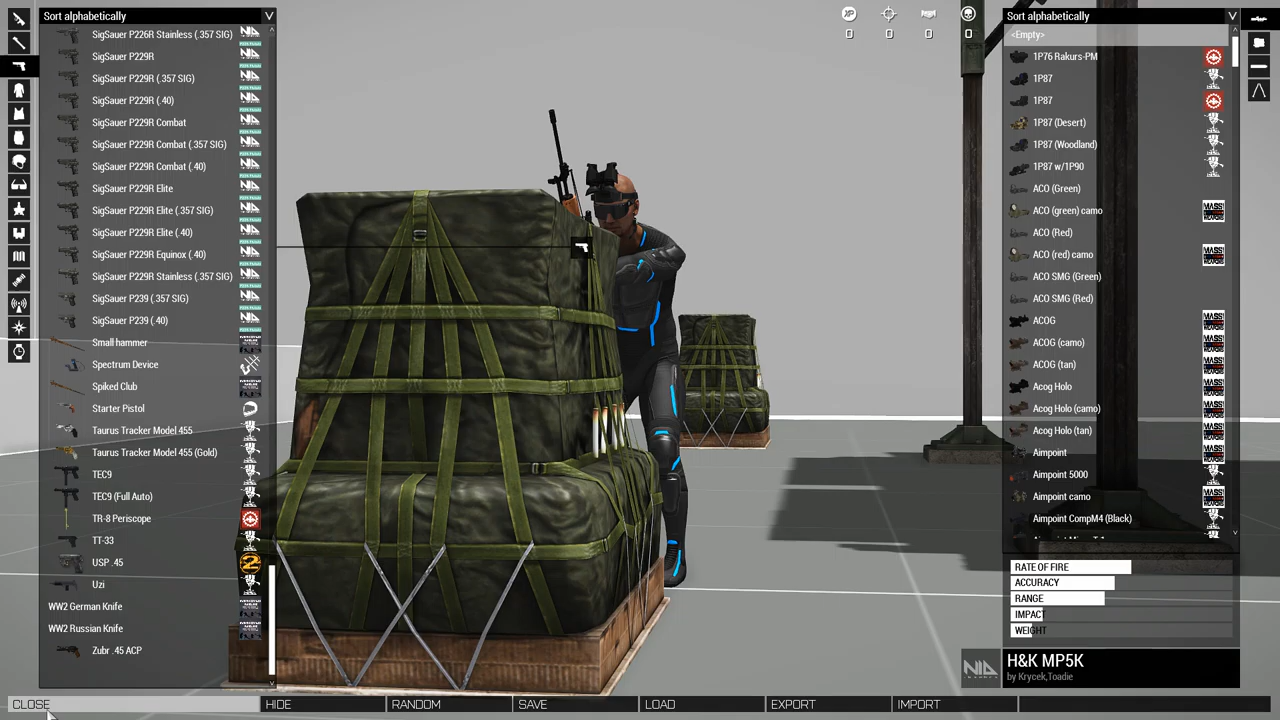 Sort alphabetically
SigSauer P226R Stainless (.357 SIG)
SigSauer P229R
SigSauer P229R (.357 SIG)
SigSauer P229R (.40)
SigSauer P229R Combat
SigSauer P229R Combat (.357 SIG)
SigSauer P229R Combat (.40)
SigSauer P229R Elite
SigSauer P229R Elite (.357 SIG)
SigSauer P229R Elite (.40)
SigSauer P229R Equinox (.40)
SigSauer P229R Stainless (.357 SIG)
SigSauer P239 (.357 SIG)
SigSauer P239 (.40)
Small hammer
Spectrum Device
Spiked Club
Starter Pistol
Taurus Tracker Model 455
Taurus Tracker Model 455 (Gold)
TEC9
TEC9 (Full Auto)
TR-8 Periscope
TT-33
USP .45
Uzi
WW2 German Knife
WW2 Russian Knife
Zubr .45 ACP
XP
0 0 0 0
Sort alphabetically
<Empty>
1P76 Rakurs-PM
1P87
1P87
1P87 (Desert)
1P87 (Woodland)
1P87 w/1P90
ACO (Green)
ACO (green) camo
ACO (Red)
ACO (red) camo
ACO SMG (Green)
ACO SMG (Red)
ACOG
ACOG (camo)
ACOG (tan)
Acog Holo
Acog Holo (camo)
Acog Holo (tan)
Aimpoint
Aimpoint 5000
Aimpoint camo
Aimpoint CompM4 (Black)
RATE OF FIRE
ACCURACY
RANGE
IMPACT
WEIGHT
NIA
H&K MP5K
by Krycek,Toadie
CLOSE
HIDE
RANDOM
SAVE
LOAD
EXPORT
IMPORT